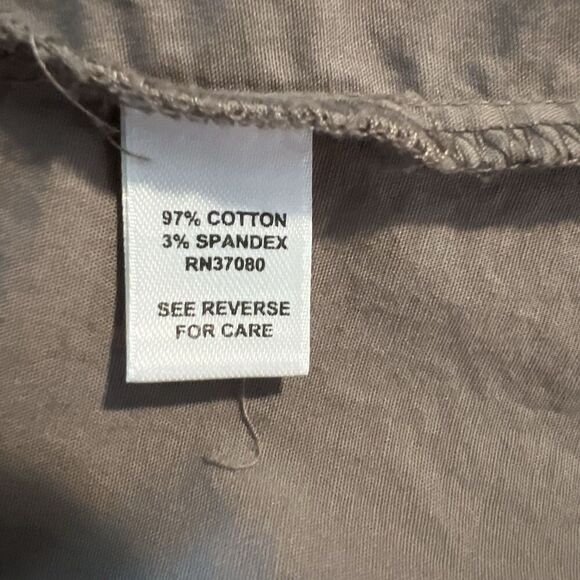 97% COTTON
3% SPANDEX
RN37080
SEE REVERSE
FOR CARE